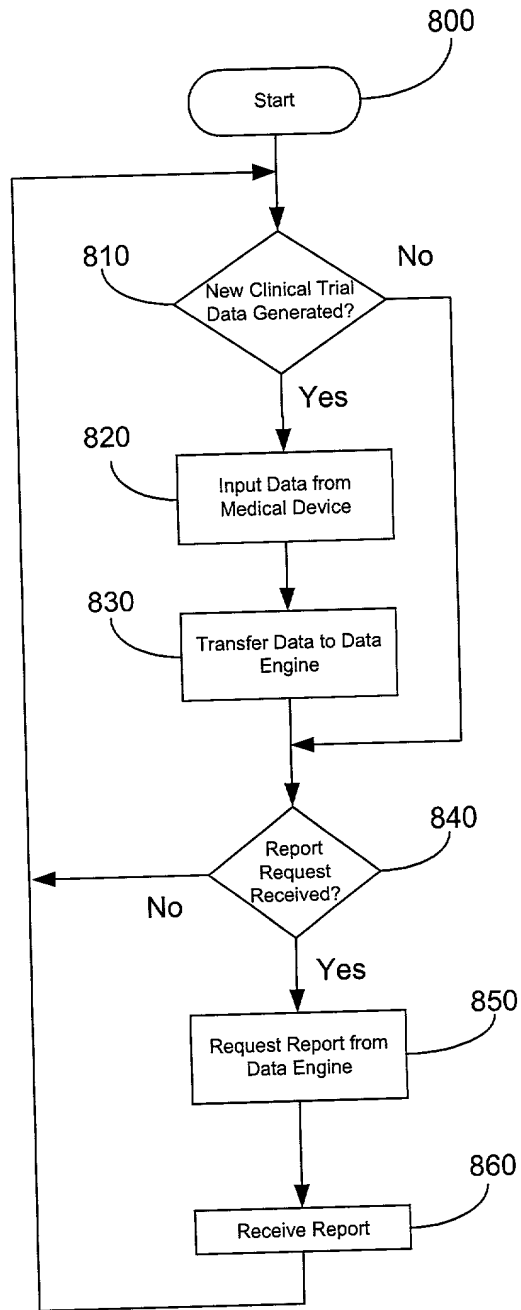 800
Start
810
No
New Clinical Trial
Data Generated?
Yes
820
Input Data from
Medical Device
830
Transfer Data to Data
Engine
840
Report
Request
Received?
No
Yes
850
Request Report from
Data Engine
860
Receive Report